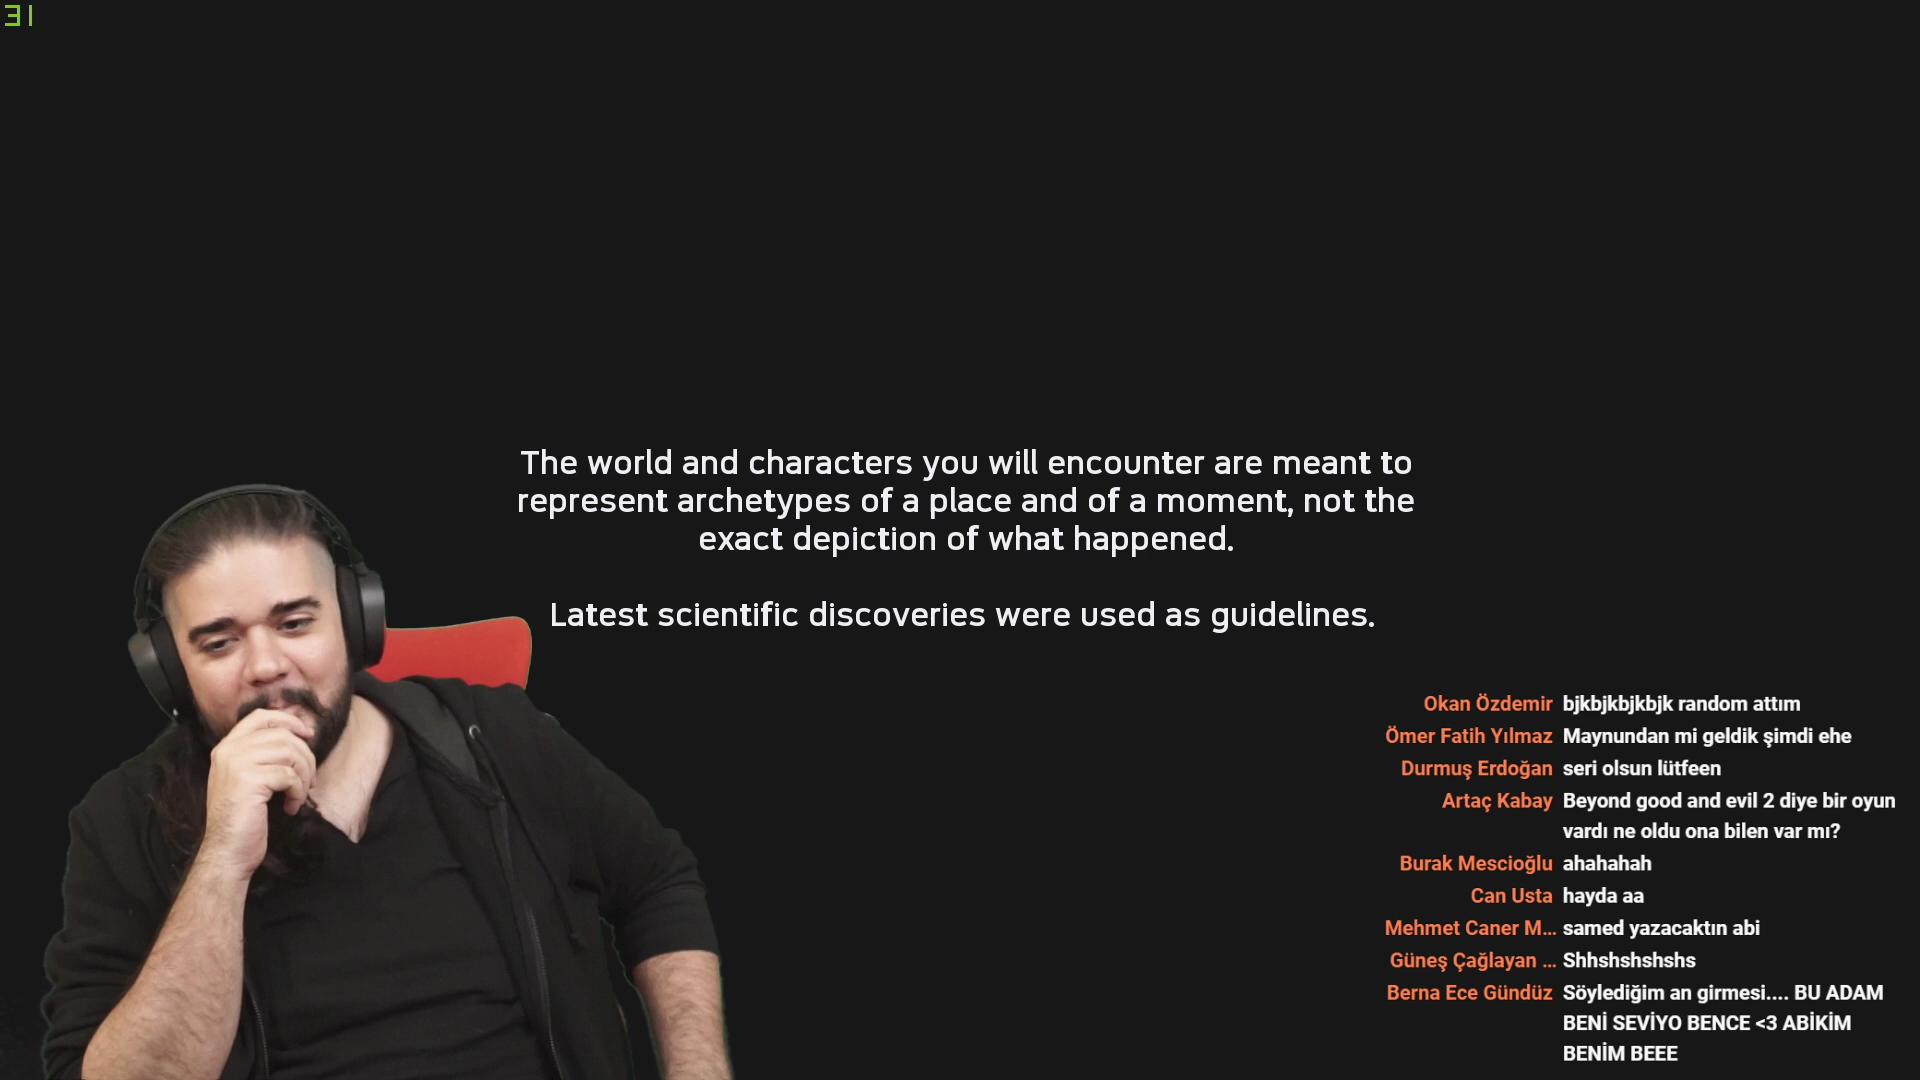 31
The world and characters you will encounter are meant to
represent archetypes of a place and of a moment, not the
exact depiction of what happened.
Latest scientific discoveries were used as guidelines.
Okan Özdemir bjkbjkbjkbjk random attım
Ömer Fatih Yılmaz Maynundan mi geldik şimdi ehe
Durmuş Erdoğan seri olsun lütfeen
Artaç Kabay Beyond good and evil 2 diye bir oyun
vardı ne oldu ona bilen var mı?
Burak Mescioğlu ahahahah
Can Usta hayda aa
Mehmet Caner M... samed yazacaktın abi
Güneş Çağlayan ... Shhshshshshs
Berna Ece Gündüz Söylediğim an girmesi.... BU ADAM
BENİ SEVİYO BENCE <3 ABİKİM
BENİM BEEE